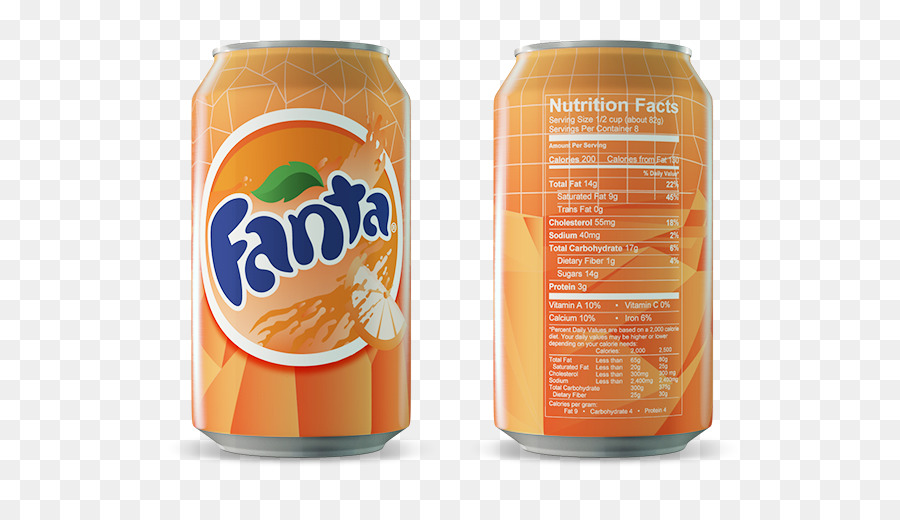 Fanta®
Nutrition Facts
Serving Size 1/2 cup (about 82g)
Servings Per Container 8
Amount Per Serving
Calories 200 Calories from Fat 130
% Daily Value*
Total Fat 14g 22%
Saturated Fat 9g 45%
Trans Fat 0g
Cholesterol 55mg 18%
Sodium 40mg 2%
Total Carbohydrate 17g 6%
Dietary Fiber 1g 4%
Sugars 14g
Protein 3g
Vitamin A 10% • Vitamin C 0%
Calcium 10% • Iron 6%
*Percent Daily Values are based on a 2,000 calorie
diet. Your daily values may be higher or lower
depending on your calorie needs:
Calories: 2,000 2,500
Total Fat Less than 65g 80g
Saturated Fat Less than 20g 25g
Cholesterol Less than 300mg 300 mg
Sodium Less than 2,400mg 2,400mg
Total Carbohydrate 300g 375g
Dietary Fiber 25g 30g
Calories per gram:
Fat 9 • Carbohydrate 4 • Protein 4